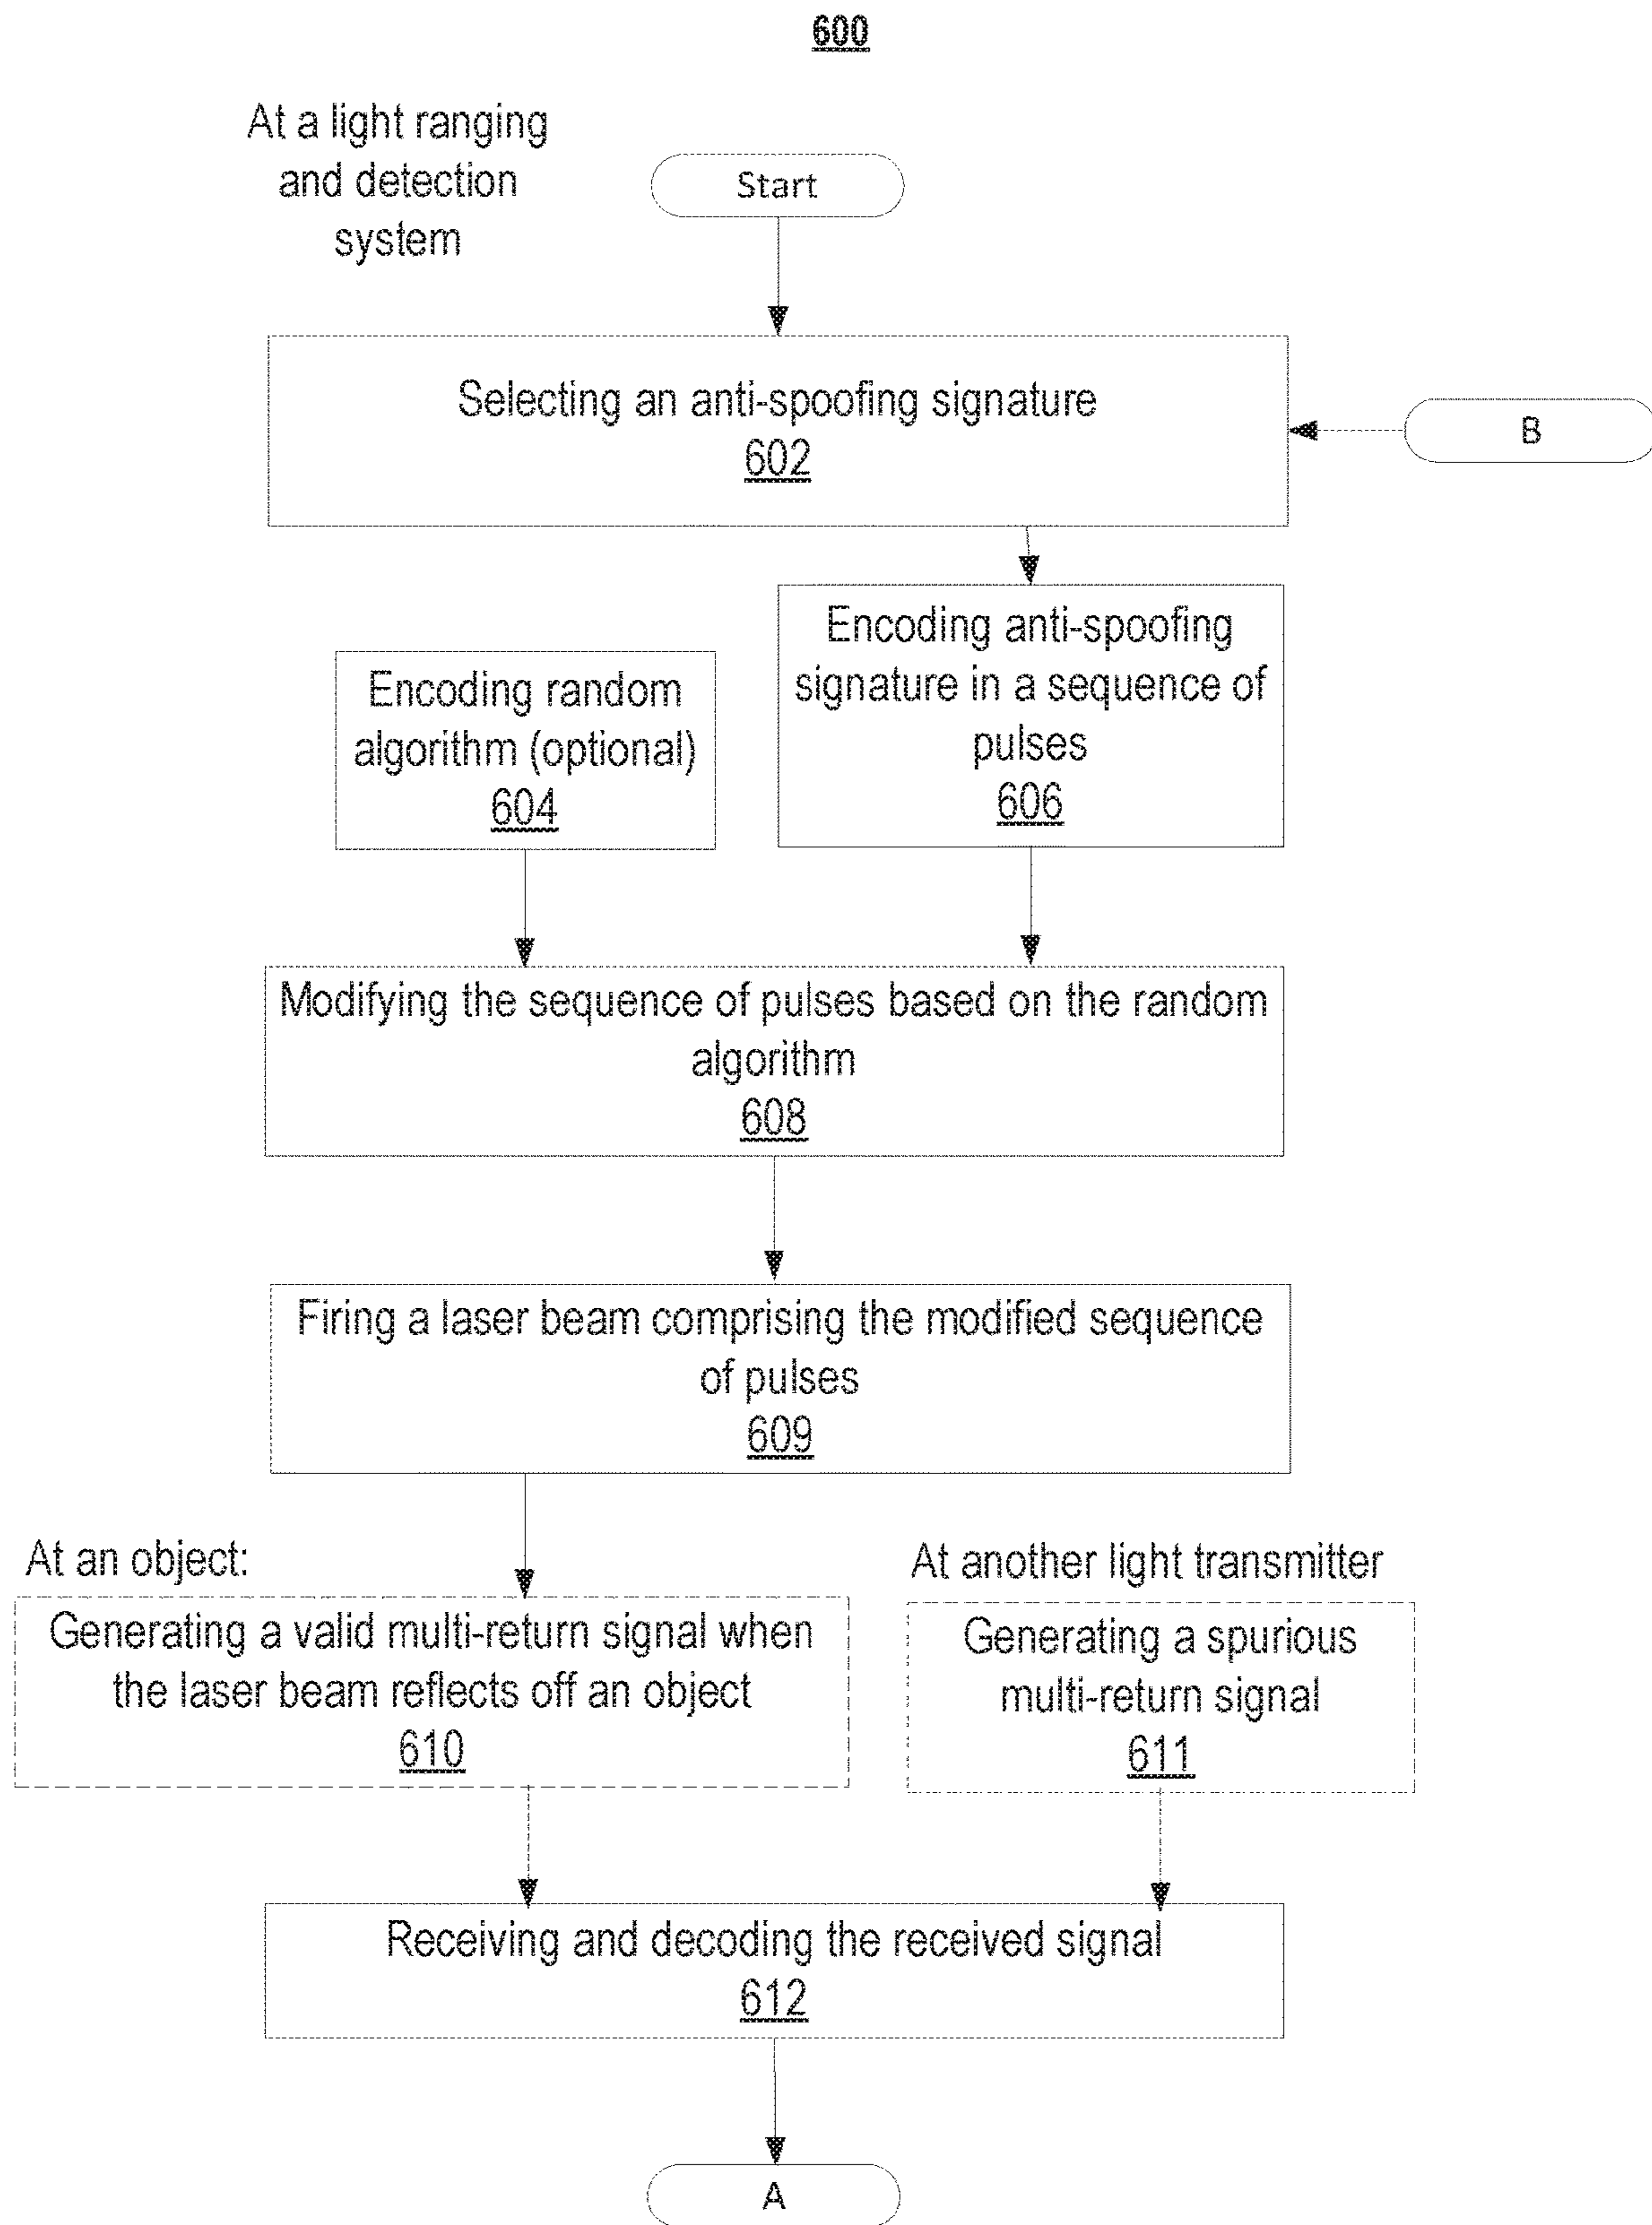 600
At a light ranging
and detection
system
Start
Selecting an anti-spoofing signature
602
B
Encoding random
algorithm (optional)
604
Encoding anti-spoofing
signature in a sequence of
pulses
606
Modifying the sequence of pulses based on the random
algorithm
608
Firing a laser beam comprising the modified sequence
of pulses
609
At an object:
Generating a valid multi-return signal when
the laser beam reflects off an object
610
At another light transmitter
Generating a spurious
multi-return signal
611
Receiving and decoding the received signal
612
A